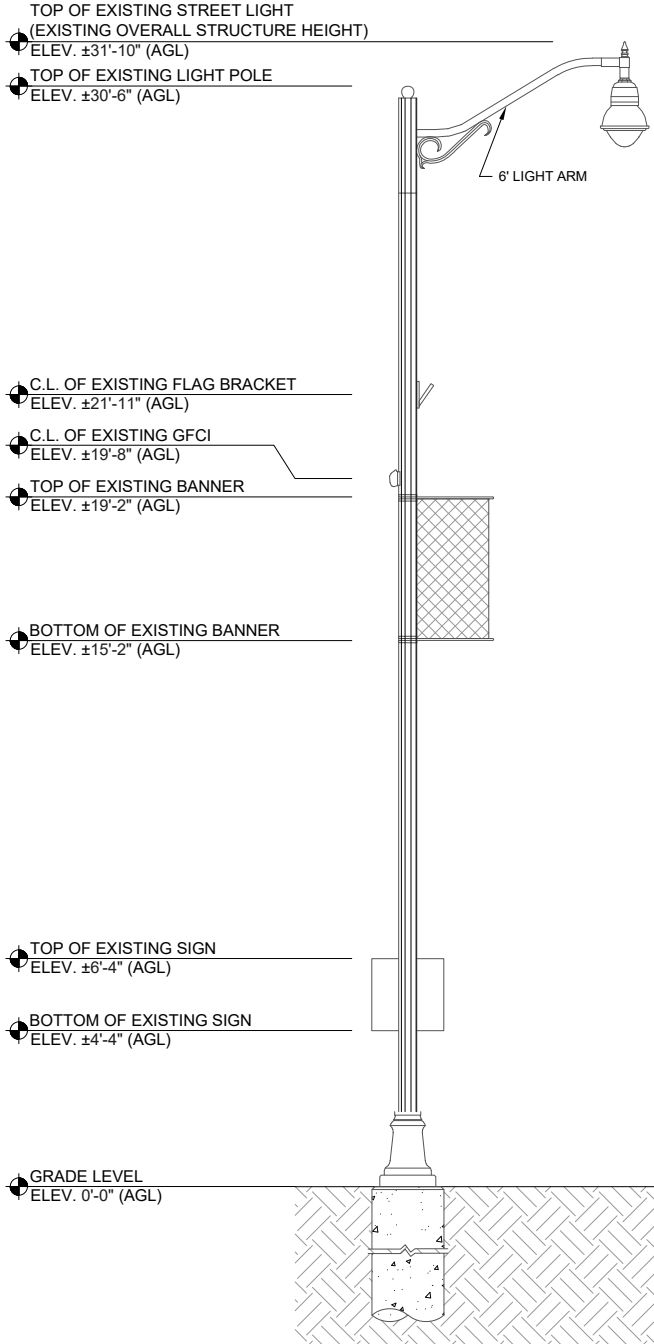 TOP OF EXISTING STREET LIGHT
(EXISTING OVERALL STRUCTURE HEIGHT)
ELEV. ±31'-10" (AGL)
TOP OF EXISTING LIGHT POLE
ELEV. ±30'-6" (AGL)
6' LIGHT ARM
C.L. OF EXISTING FLAG BRACKET
ELEV. ±21'-11" (AGL)
C.L. OF EXISTING GFCI
ELEV. ±19'-8" (AGL)
TOP OF EXISTING BANNER
ELEV. ±19'-2" (AGL)
BOTTOM OF EXISTING BANNER
ELEV. ±15'-2" (AGL)
TOP OF EXISTING SIGN
ELEV. ±6'-4" (AGL)
BOTTOM OF EXISTING SIGN
ELEV. ±4'-4" (AGL)
GRADE LEVEL
ELEV. 0'-0" (AGL)